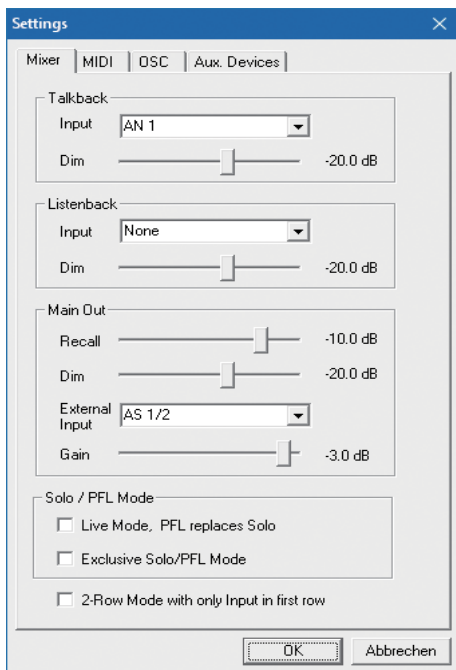 Settings
Mixer MIDI OSC Aux. Devices
Talkback
Input AN 1
Dim -20.0 dB
Listenback
Input None
Dim -20.0 dB
Main Out
Recall -10.0 dB
Dim -20.0 dB
External
Input AS 1/2
Gain -3.0 dB
Solo / PFL Mode
Live Mode, PFL replaces Solo
Exclusive Solo/PFL Mode
2-Row Mode with only Input in first row
OK Abbrechen